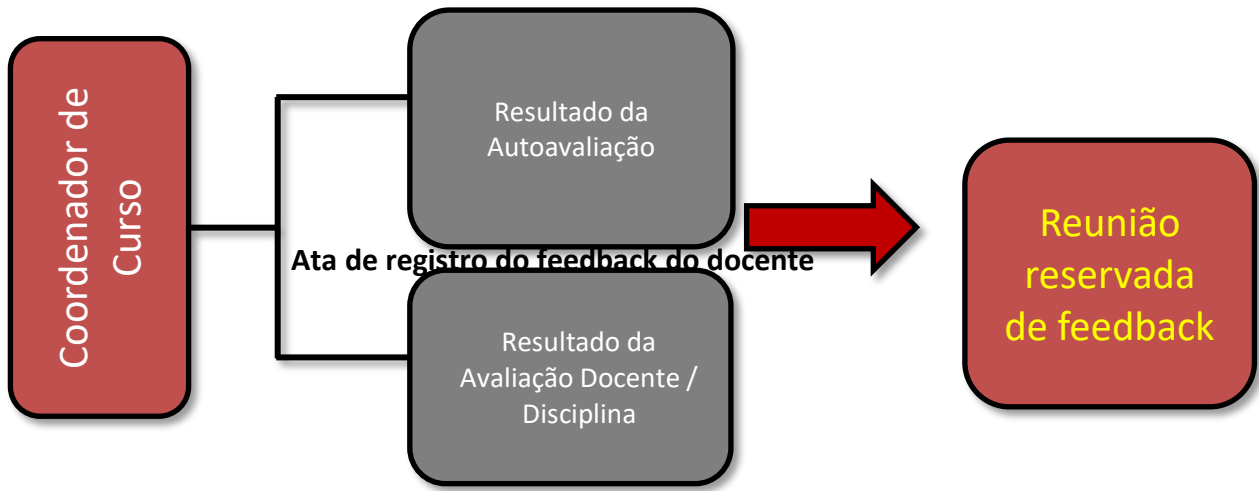 Coordenador de
Curso
Resultado da
Autoavaliação
Ata de registro do feedback do docente
Resultado da
Avaliação Docente /
Disciplina
Reunião
reservada
de feedback